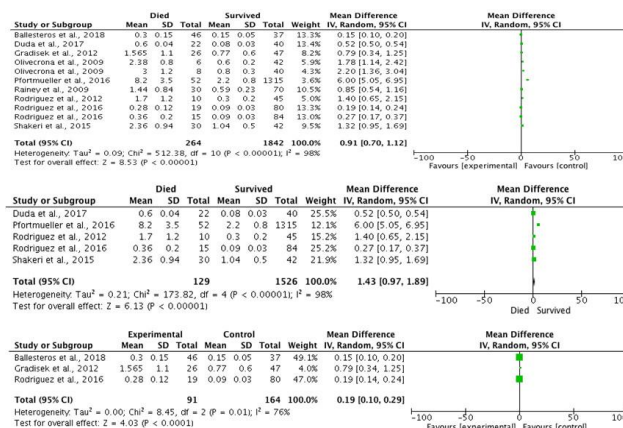 Died Survived Mean Difference Mean Difference
Study or Subgroup Mean SD Total Mean SD Total Weight IV, Random, 95% CI IV, Random, 95% CI
Ballesteros et al., 2018 0.3 0.15 46 0.15 0.05 37 13.3% 0.15 [0.10, 0.20]
Duda et al., 2017 0.6 0.04 22 0.08 0.03 40 13.4% 0.52 [0.50, 0.54]
Gradisek et al., 2012 1.565 1.1 26 0.77 0.6 47 8.1% 0.79 [0.34, 1.25]
Olivecrona et al., 2009 2.38 0.8 6 0.6 0.2 42 6.3% 1.78 [1.14, 2.42]
Olivecrona et al., 2009 3 1.2 8 0.8 0.3 40 4.4% 2.20 [1.36, 3.04]
Pfortmueller et al., 2016 8.2 3.5 52 2.2 0.8 1315 3.8% 6.00 [5.05, 6.95]
Rainey et al., 2009 1.44 0.84 30 0.59 0.23 70 10.1% 0.85 [0.54, 1.16]
Rodriguez et al., 2012 1.7 1.2 10 0.3 0.2 45 5.0% 1.40 [0.65, 2.15]
Rodriguez et al., 2016 0.28 0.12 19 0.09 0.03 80 13.3% 0.19 [0.14, 0.24]
Rodriguez et al., 2016 0.36 0.2 15 0.09 0.03 84 13.0% 0.27 [0.17, 0.37]
Shakeri et al., 2015 2.36 0.94 30 1.04 0.5 42 9.3% 1.32 [0.95, 1.69]
Total (95% CI) 264 1842 100.0% 0.91 [0.70, 1.12]
Heterogeneity: Tau² = 0.09; Chi² = 512.38, df = 10 (P < 0.00001); I² = 98%
Test for overall effect: Z = 8.53 (P < 0.00001)
-100 -50 0 50 100
Favours [experimental] Favours [control]
Died Survived Mean Difference Mean Difference
Study or Subgroup Mean SD Total Mean SD Total Weight IV, Random, 95% CI IV, Random, 95% CI
Duda et al., 2017 0.6 0.04 22 0.08 0.03 40 25.5% 0.52 [0.50, 0.54]
Pfortmueller et al., 2016 8.2 3.5 52 2.2 0.8 1315 12.1% 6.00 [5.05, 6.95]
Rodriguez et al., 2012 1.7 1.2 10 0.3 0.2 45 15.4% 1.40 [0.65, 2.15]
Rodriguez et al., 2016 0.36 0.2 15 0.09 0.03 84 25.1% 0.27 [0.17, 0.37]
Shakeri et al., 2015 2.36 0.94 30 1.04 0.5 42 21.9% 1.32 [0.95, 1.69]
Total (95% CI) 129 1526 100.0% 1.43 [0.97, 1.89]
Heterogeneity: Tau² = 0.21; Chi² = 173.82, df = 4 (P < 0.00001); I² = 98%
Test for overall effect: Z = 6.13 (P < 0.00001)
-100 -50 0 50 100
Died Survived
Experimental Control Mean Difference Mean Difference
Study or Subgroup Mean SD Total Mean SD Total Weight IV, Random, 95% CI IV, Random, 95% CI
Ballesteros et al., 2018 0.3 0.15 46 0.15 0.05 37 49.1% 0.15 [0.10, 0.20]
Gradisek et al., 2012 1.565 1.1 26 0.77 0.6 47 4.0% 0.79 [0.34, 1.25]
Rodriguez et al., 2016 0.28 0.12 19 0.09 0.03 80 47.0% 0.19 [0.14, 0.24]
Total (95% CI) 91 164 100.0% 0.19 [0.10, 0.29]
Heterogeneity: Tau² = 0.00; Chi² = 8.45, df = 2 (P = 0.01); I² = 76%
Test for overall effect: Z = 4.03 (P < 0.0001)
-100 -50 0 50 100
Favours [experimental] Favours [control]